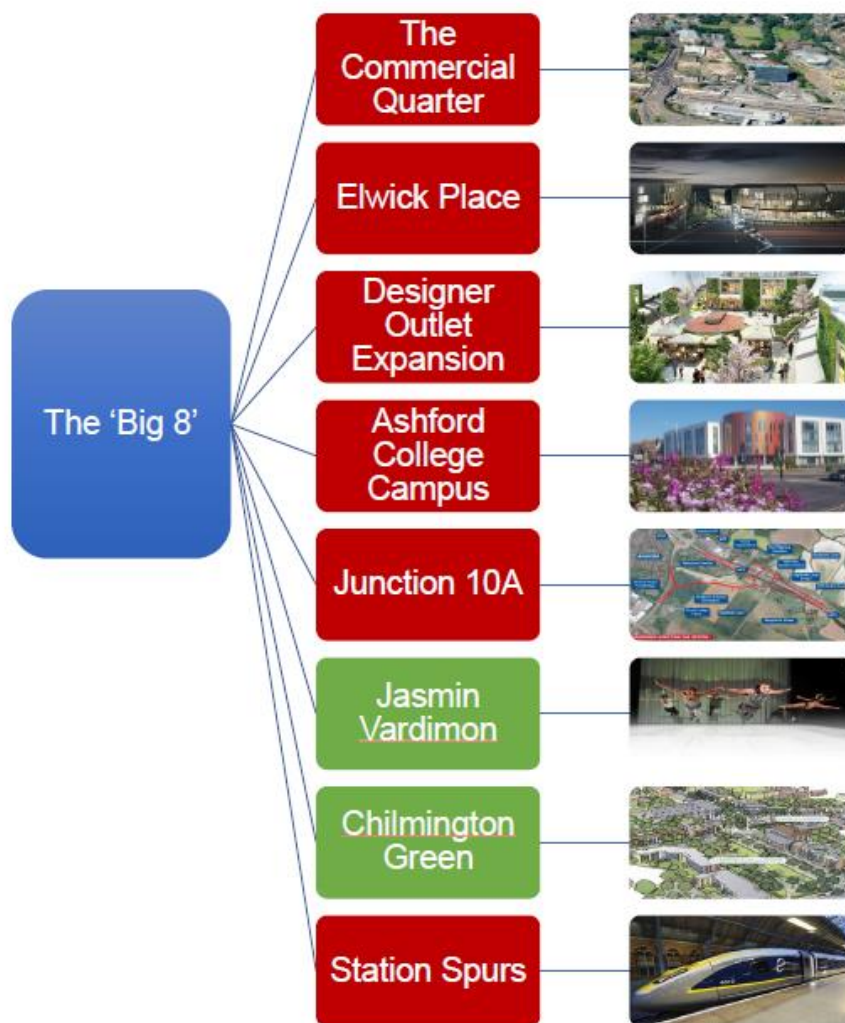 The
Commercial
Quarter
Elwick Place
Designer
Outlet
Expansion
The ‘Big 8’
Ashford
College
Campus
Junction 10A
Jasmin
Vardimon
Chilmington
Green
Station Spurs